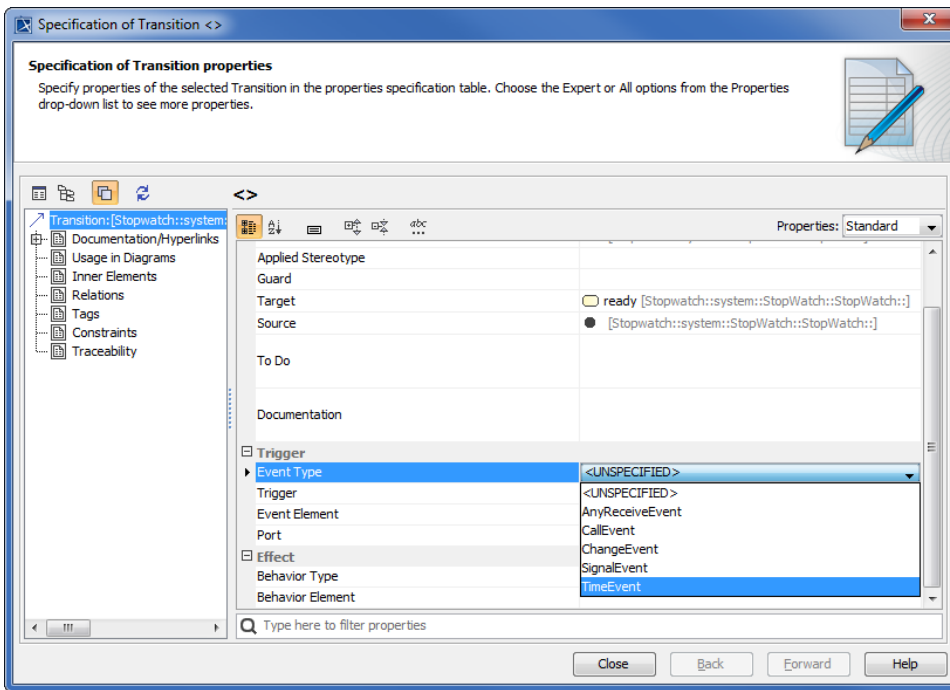 Specification of Transition <>
Specification of Transition properties
Specify properties of the selected Transition in the properties specification table. Choose the Expert or All options from the Properties
drop-down list to see more properties.
<>
Transition:[Stopwatch::system:
Documentation/Hyperlinks
Usage in Diagrams
Inner Elements
Relations
Tags
Constraints
Traceability
abc
Properties: Standard
Applied Stereotype
Guard
Target ready [Stopwatch::system::StopWatch::StopWatch::]
Source [Stopwatch::system::StopWatch::StopWatch::]
To Do
Documentation
Trigger
Event Type <UNSPECIFIED>
Trigger
Event Element
Port
<UNSPECIFIED>
AnyReceiveEvent
CallEvent
ChangeEvent
SignalEvent
TimeEvent
Effect
Behavior Type
Behavior Element
Type here to filter properties
Close Back Forward Help